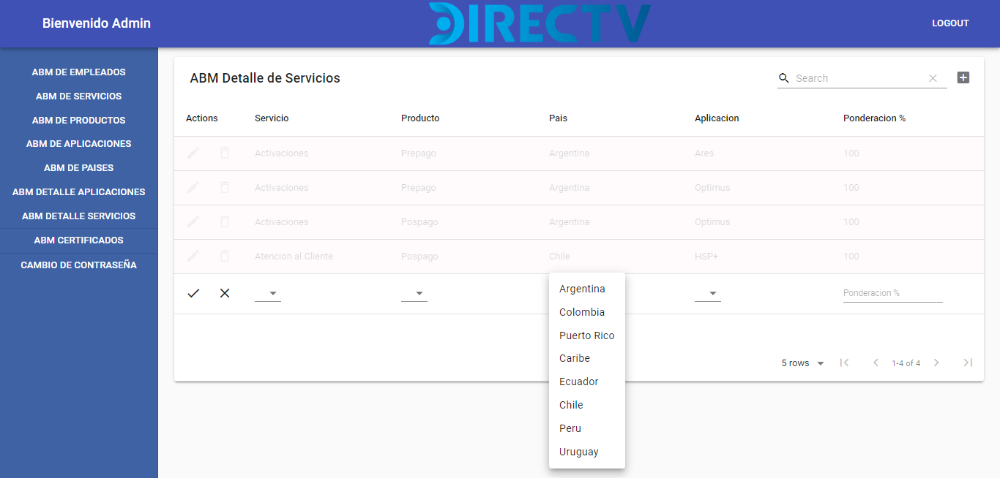 Bienvenido Admin
DIRECTV
LOGOUT
ABM DE EMPLEADOS
ABM DE SERVICIOS
ABM DE PRODUCTOS
ABM DE APLICACIONES
ABM DE PAISES
ABM DETALLE APLICACIONES
ABM DETALLE SERVICIOS
ABM CERTIFICADOS
CAMBIO DE CONTRASEÑA
ABM Detalle de Servicios
Search
Actions Servicio Producto Pais Aplicacion Ponderacion %
Activaciones Prepago Argentina Ares 100
Activaciones Prepago Argentina Optimus 100
Activaciones Pospago Argentina Optimus 100
Atencion al Cliente Pospago Chile HSP+ 100
Ponderacion %
Argentina
Colombia
Puerto Rico
Caribe
Ecuador
Chile
Peru
Uruguay
5 rows 1-4 of 4